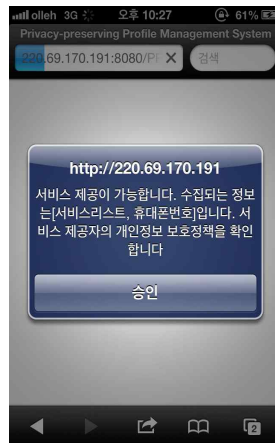 olleh 3G 오후 10:27 61%
Privacy-preserving Profile Management System
220.69.170.191:8080/PF 검색
http://220.69.170.191
서비스 제공이 가능합니다. 수집되는 정보
는[서비스리스트, 휴대폰번호]입니다. 서
비스 제공자의 개인정보 보호정책을 확인
합니다
승인
2